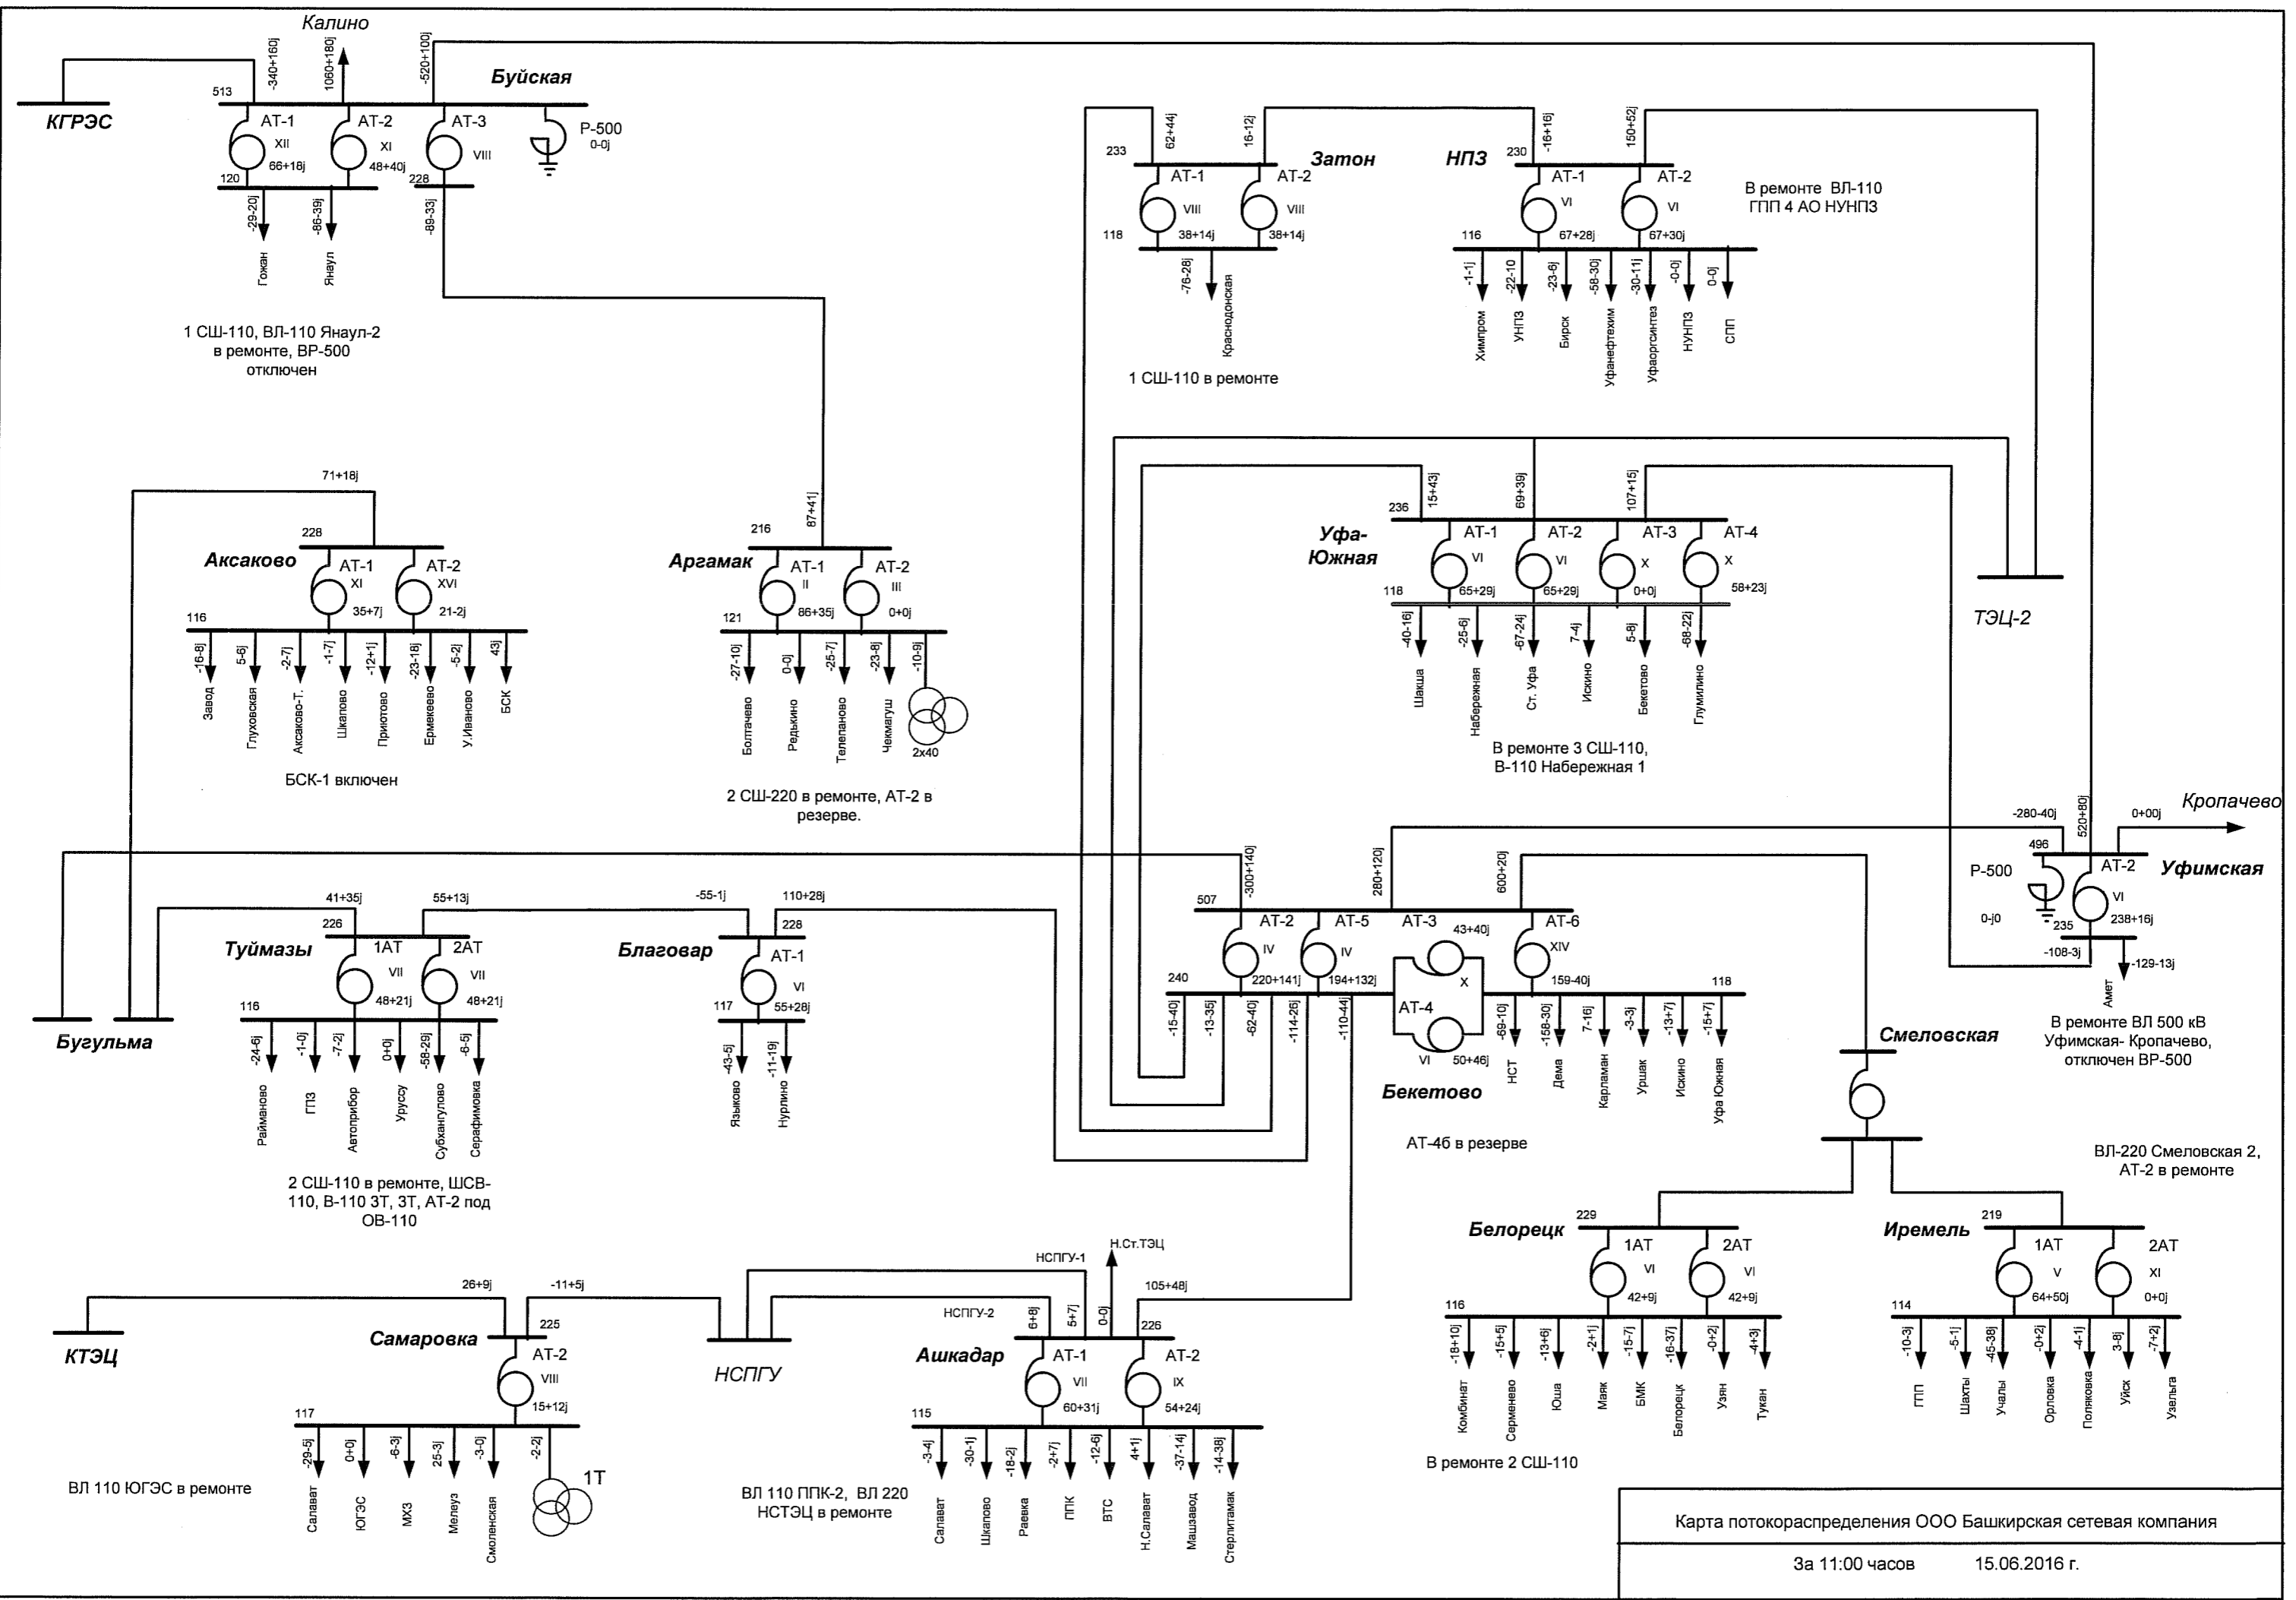 Калино
-340+160j
1060+180j
-520+100j
Буйская
513
КГРЭС
АТ-1
XII
66+18j
АТ-2
XI
48+40j
АТ-3
VIII
Р-500
0-0j
120
228
-29-20j
-86-39j
-89-33j
Гожан
Янаул
1 СШ-110, ВЛ-110 Янаул-2
в ремонте, ВР-500
отключен
62+44j
16-12j
233
Затон
АТ-1
VIII
38+14j
АТ-2
VIII
38+14j
118
-76-28j
Краснодонская
1 СШ-110 в ремонте
-16+16j
150+52j
НПЗ
230
АТ-1
VI
67+28j
АТ-2
VI
67+30j
116
-1-1j
-22-10
-23-6j
-58-30j
-30-11j
-0-0j
0-0j
Химпром
УНПЗ
Бирск
Уфанефтехим
Уфаоргсинтез
НУНПЗ
СПП
В ремонте ВЛ-110
ГПП 4 АО НУНПЗ
71+18j
228
Аксаково
АТ-1
XI
35+7j
АТ-2
XVI
21-2j
116
-16-8j
5-6j
-2-7j
-1-7j
-12+1j
-23-18j
-5-2j
43j
Завод
Глуховская
Аксаково-Т.
Шкапово
Приютово
Ермекеево
У.Иваново
БСК
БСК-1 включен
87+41j
216
Аргамак
АТ-1
II
86+35j
АТ-2
III
0+0j
121
-27-10j
0-0j
-25-7j
-23-8j
-10-9j
Болтачево
Редькино
Телепаново
Чекмагуш
2х40
2 СШ-220 в ремонте, АТ-2 в
резерве.
15+43j
69+39j
107+15j
236
Уфа-
Южная
АТ-1
VI
65+29j
АТ-2
VI
65+29j
АТ-3
X
0+0j
АТ-4
X
58+23j
118
-40-16j
-25-6j
-67-24j
7-4j
5-8j
-68-22j
Шакша
Набережная
Ст. Уфа
Искино
Бекетово
Глумилино
В ремонте 3 СШ-110,
В-110 Набережная 1
ТЭЦ-2
-280-40j
520+80j
0+00j
Кропачево
496
Р-500
0-j0
АТ-2
VI
238+16j
Уфимская
235
-108-3j
-129-13j
Амет
В ремонте ВЛ 500 кВ
Уфимская- Кропачево,
отключен ВР-500
Бугульма
41+35j
55+13j
226
Туймазы
1АТ
VII
48+21j
2АТ
VII
48+21j
116
-24-6j
-1-0j
-7-2j
0+0j
-58-29j
-6-5j
Райманово
ГПЗ
Автоприбор
Уруссу
Субхангулово
Серафимовка
2 СШ-110 в ремонте, ШСВ-
110, В-110 3Т, 3Т, АТ-2 под
ОВ-110
-55-1j
110+28j
228
Благовар
АТ-1
VI
55+28j
117
-43-5j
-11-19j
Языково
Нурлино
-300+140j
280+120j
600+20j
507
АТ-2
IV
220+141j
АТ-5
IV
194+132j
АТ-3
43+40j
X
АТ-4
VI
50+46j
АТ-6
XIV
159-40j
240
118
-15-40j
-13-35j
-62-40j
-114-26j
-110-44j
-69-10j
-158-30j
7-16j
-3-3j
-13+7j
-15+7j
НСТ
Дема
Карламан
Уршак
Искино
Уфа Южная
Бекетово
АТ-4б в резерве
Смеловская
ВЛ-220 Смеловская 2,
АТ-2 в ремонте
229
Белорецк
1АТ
VI
42+9j
2АТ
VI
42+9j
116
-18+10j
-15+5j
-13+6j
-2+1j
-15-7j
-16-37j
-0+2j
-4+3j
Комбинат
Серменево
Юша
Маяк
БМК
Белорецк
Узян
Тукан
В ремонте 2 СШ-110
219
Иремель
1АТ
V
64+50j
2АТ
XI
0+0j
114
-10-3j
-5-1j
-45-38j
-0+2j
-4-1j
3-8j
-7+2j
ГПП
Шахты
Учалы
Орловка
Поляковка
Уйск
Узельга
26+9j
-11+5j
КТЭЦ
Самаровка
225
АТ-2
VIII
15+12j
117
-29-5j
0+0j
-6-3j
25-3j
-3-0j
-2-2j
1Т
Салават
ЮГЭС
МХЗ
Мелеуз
Смоленская
ВЛ 110 ЮГЭС в ремонте
НСПГУ
НСПГУ-1
НСПГУ-2
Н.Ст.ТЭЦ
6+8j
5+7j
0-0j
105+48j
226
Ашкадар
АТ-1
VII
60+31j
АТ-2
IX
54+24j
115
-3-4j
-30-1j
-18-2j
-2+7j
-12-6j
4+1j
-37-14j
-14-38j
Салават
Шкапово
Раевка
ППК
ВТС
Н.Салават
Машзавод
Стерлитамак
ВЛ 110 ППК-2, ВЛ 220
НСТЭЦ в ремонте
Карта потокораспределения ООО Башкирская сетевая компания
За 11:00 часов 15.06.2016 г.